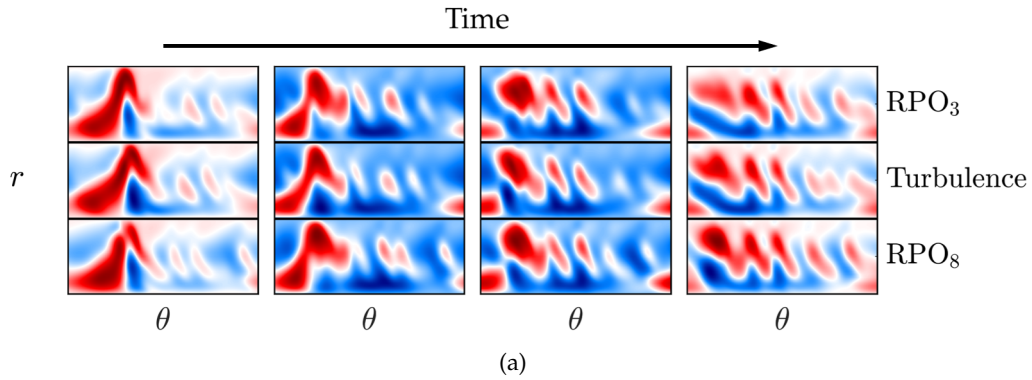 Time
RPO₃
r
Turbulence
RPO₈
θ θ θ θ
(a)